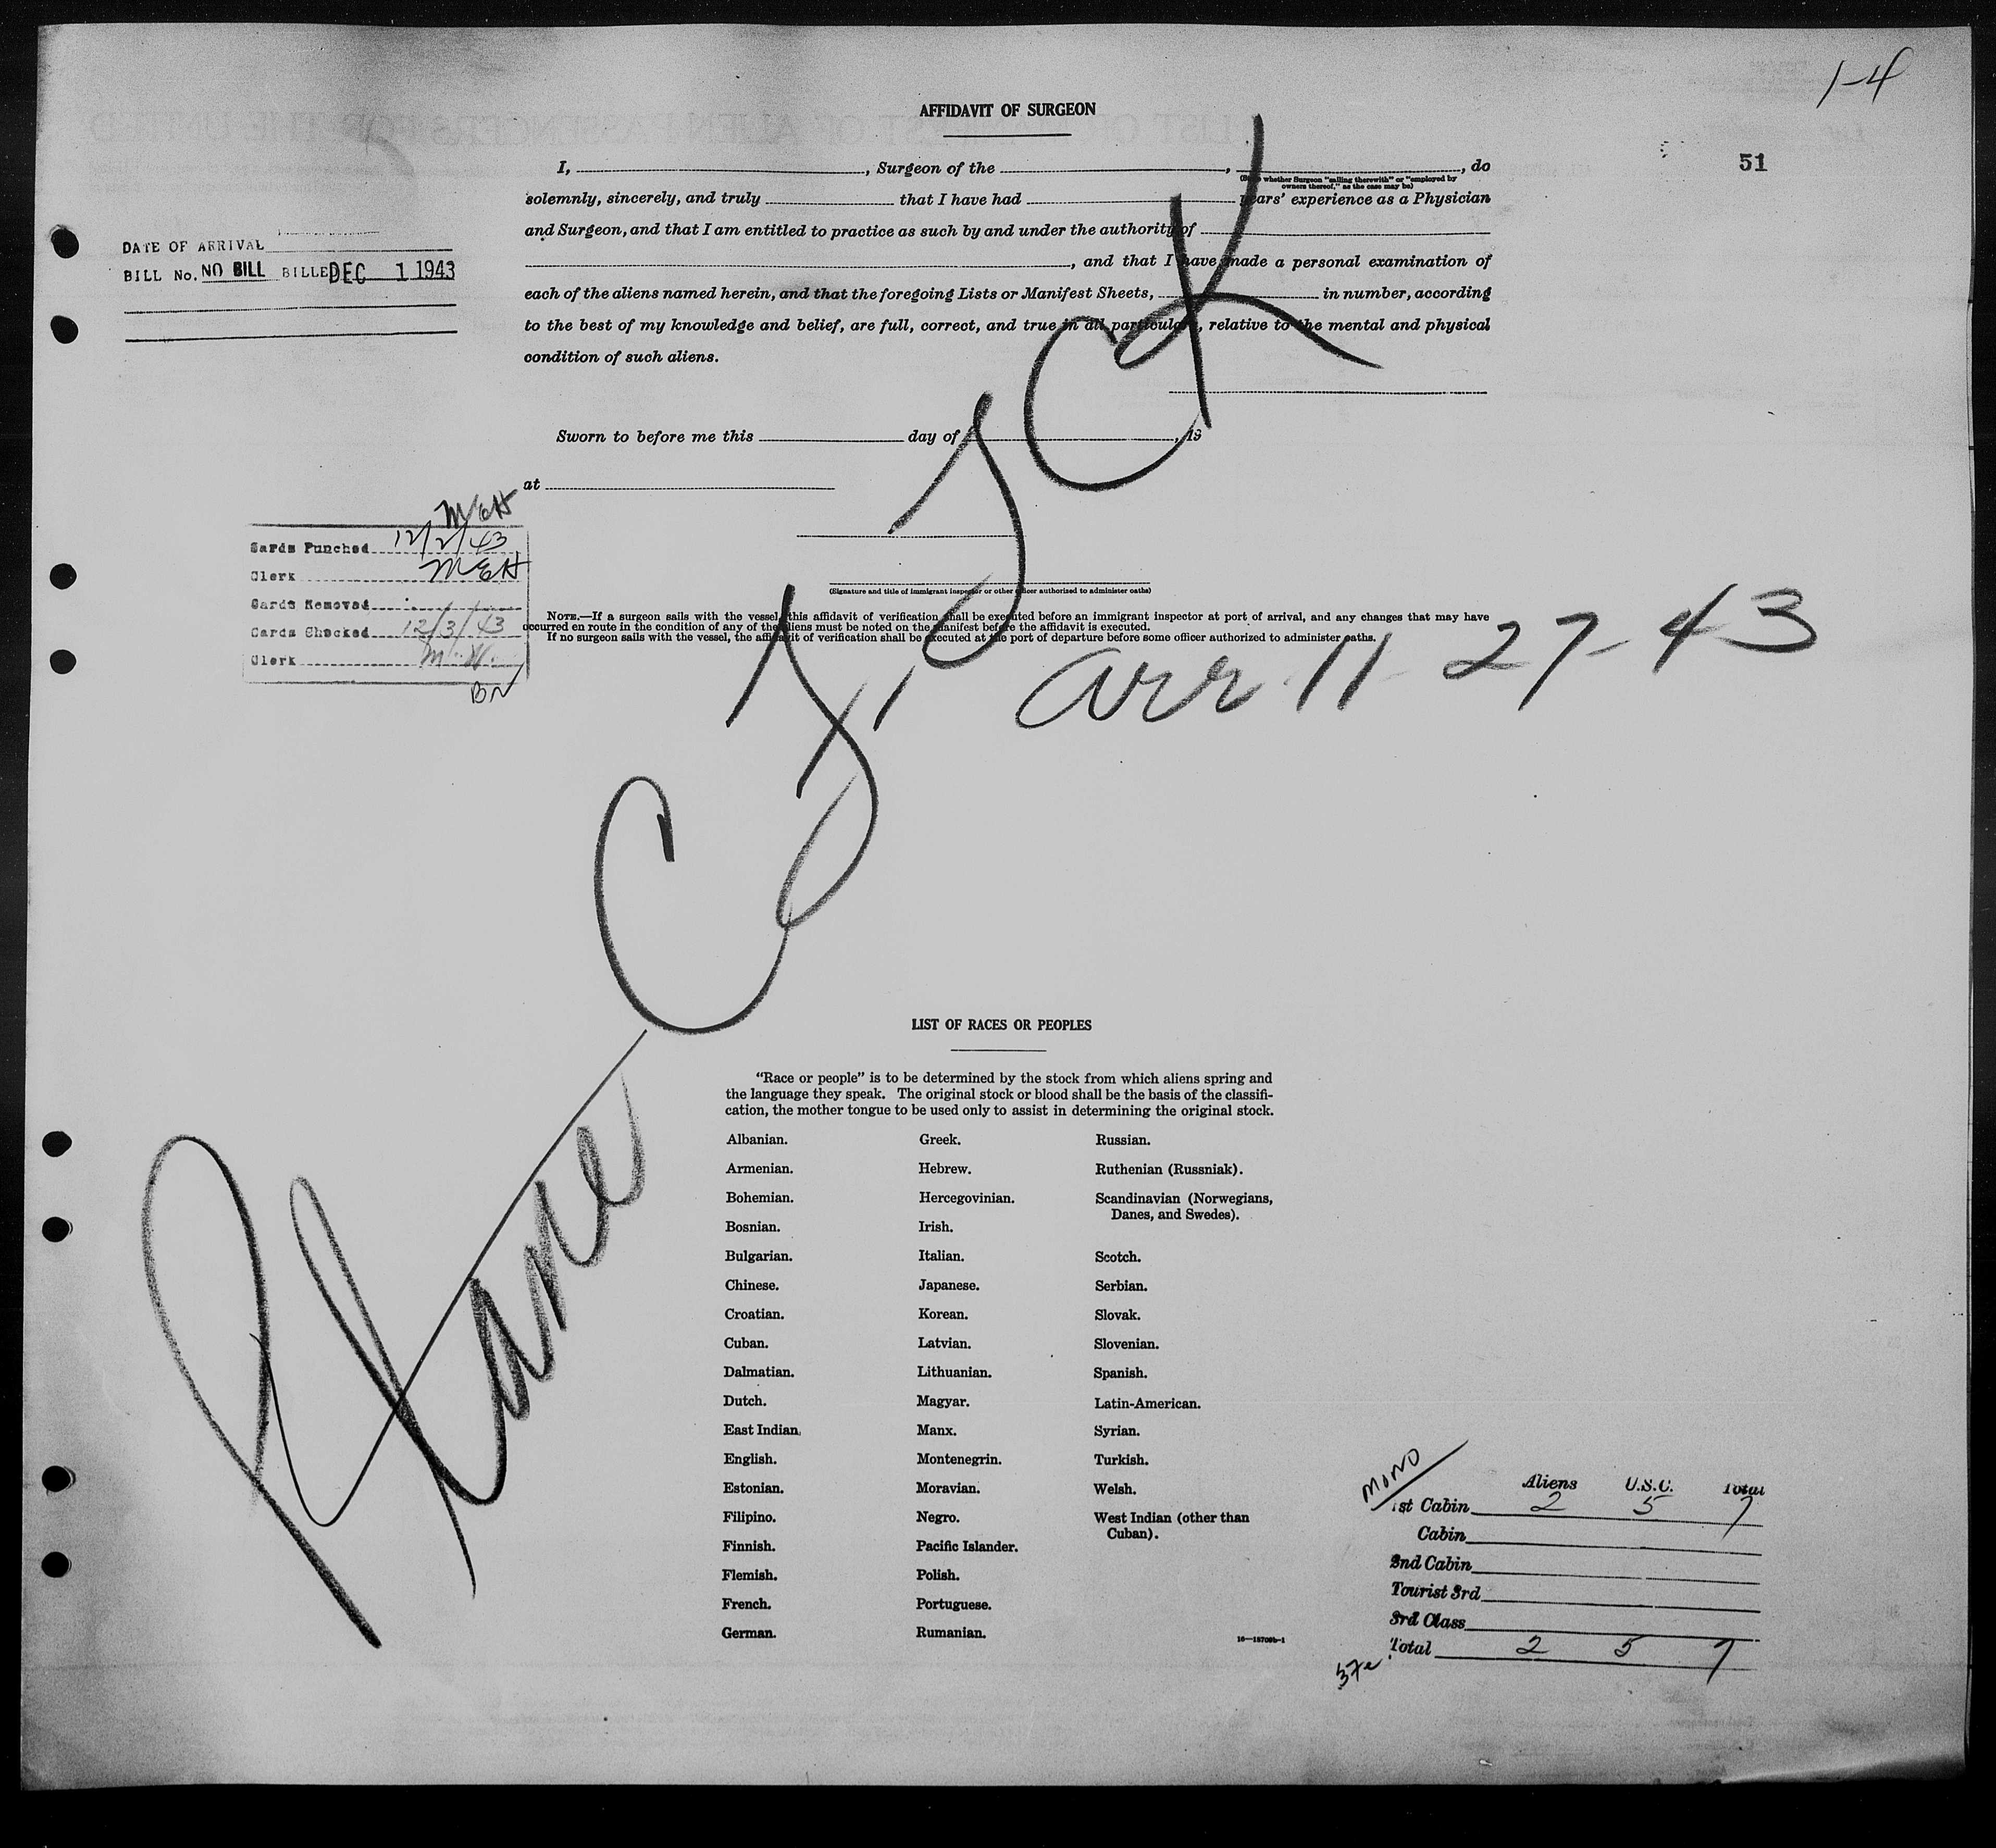 1-4
51
AFFIDAVIT OF SURGEON
I, , Surgeon of the , , do
(State whether Surgeon "sailing therewith" or "employed by
owners thereof," as the case may be)
solemnly, sincerely, and truly that I have had years' experience as a Physician
and Surgeon, and that I am entitled to practice as such by and under the authority of
, and that I have made a personal examination of
each of the aliens named herein, and that the foregoing Lists or Manifest Sheets, in number, according
to the best of my knowledge and belief, are full, correct, and true in all particulars, relative to the mental and physical
condition of such aliens.
DATE OF ARRIVAL
BILL No. NO BILL BILLED DEC 1 1943
Sworn to before me this day of , 19
at
MEH
Cards Punched 12/2/43
Clerk MEH
Cards Removed
Cards Checked 12/3/43
Clerk M.W.
BN
(Signature and title of immigrant inspector or other officer authorized to administer oaths)
NOTE.—If a surgeon sails with the vessel, this affidavit of verification shall be executed before an immigrant inspector at port of arrival, and any changes that may have
occurred en route in the condition of any of the aliens must be noted on the manifest before the affidavit is executed.
If no surgeon sails with the vessel, the affidavit of verification shall be executed at the port of departure before some officer authorized to administer oaths.
arr 11-27-43
Plane
LIST OF RACES OR PEOPLES
"Race or people" is to be determined by the stock from which aliens spring and
the language they speak. The original stock or blood shall be the basis of the classifi-
cation, the mother tongue to be used only to assist in determining the original stock.
Albanian.
Armenian.
Bohemian.
Bosnian.
Bulgarian.
Chinese.
Croatian.
Cuban.
Dalmatian.
Dutch.
East Indian.
English.
Estonian.
Filipino.
Finnish.
Flemish.
French.
German.
Greek.
Hebrew.
Hercegovinian.
Irish.
Italian.
Japanese.
Korean.
Latvian.
Lithuanian.
Magyar.
Manx.
Montenegrin.
Moravian.
Negro.
Pacific Islander.
Polish.
Portuguese.
Rumanian.
Russian.
Ruthenian (Russniak).
Scandinavian (Norwegians,
Danes, and Swedes).
Scotch.
Serbian.
Slovak.
Slovenian.
Spanish.
Latin-American.
Syrian.
Turkish.
Welsh.
West Indian (other than
Cuban).
MONO
Aliens U.S.C. Total
1st Cabin 2 5 7
Cabin
2nd Cabin
Tourist 3rd
3rd Class
Total 2 5 7